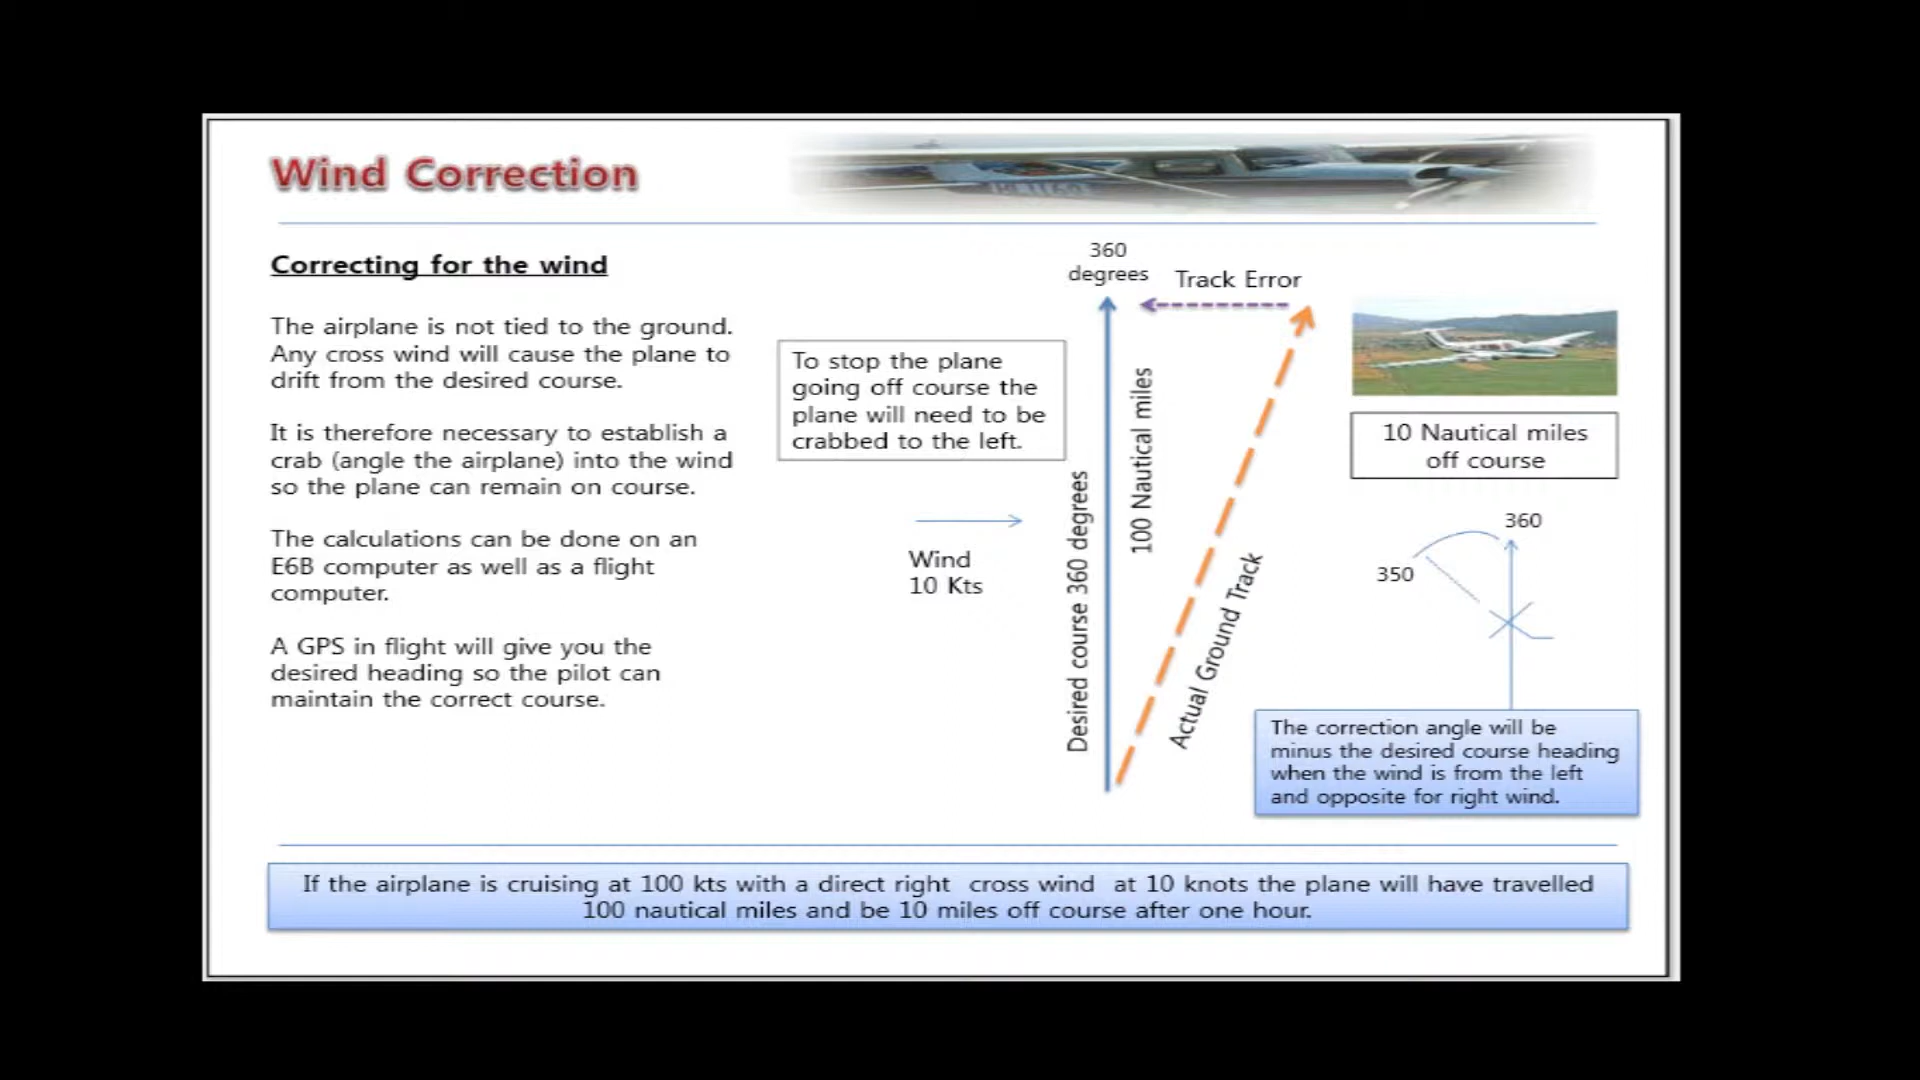 Wind Correction
Correcting for the wind
The airplane is not tied to the ground.
Any cross wind will cause the plane to
drift from the desired course.
It is therefore necessary to establish a
crab (angle the airplane) into the wind
so the plane can remain on course.
The calculations can be done on an
E6B computer as well as a flight
computer.
A GPS in flight will give you the
desired heading so the pilot can
maintain the correct course.
To stop the plane
going off course the
plane will need to be
crabbed to the left.
Wind
10 Kts
360
degrees
Track Error
Desired course 360 degrees
100 Nautical miles
Actual Ground Track
10 Nautical miles
off course
360
350
The correction angle will be
minus the desired course heading
when the wind is from the left
and opposite for right wind.
If the airplane is cruising at 100 kts with a direct right cross wind at 10 knots the plane will have travelled
100 nautical miles and be 10 miles off course after one hour.